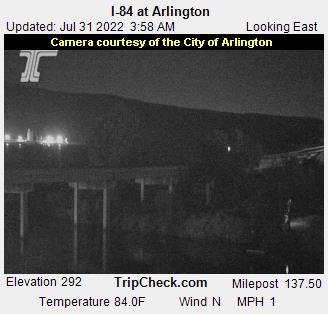 I-84 at Arlington
Updated: Jul 31 2022 3:58 AM Looking East
Camera courtesy of the City of Arlington
Elevation 292 TripCheck.com Milepost 137.50
Temperature 84.0F Wind N MPH 1